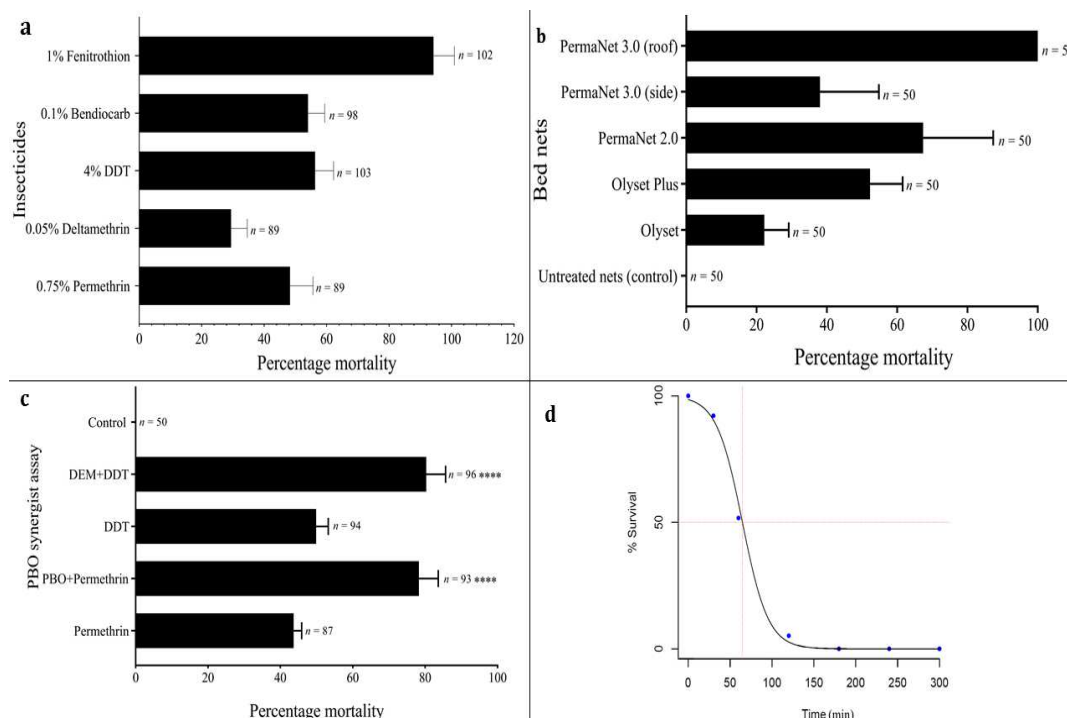 a
Insecticides
1% Fenitrothion
n = 102
0.1% Bendiocarb
n = 98
4% DDT
n = 103
0.05% Deltamethrin
n = 89
0.75% Permethrin
n = 89
0 20 40 60 80 100 120
Percentage mortality
b
Bed nets
PermaNet 3.0 (roof)
n = 5
PermaNet 3.0 (side)
n = 50
PermaNet 2.0
n = 50
Olyset Plus
n = 50
Olyset
n = 50
Untreated nets (control)
n = 50
0 20 40 60 80 100
Percentage mortality
c
PBO synergist assay
Control
n = 50
DEM+DDT
n = 96 ****
DDT
n = 94
PBO+Permethrin
n = 93 ****
Permethrin
n = 87
0 20 40 60 80 100
Percentage mortality
d
% Survival
100
50
0
0 50 100 150 200 250 300
Time (min)